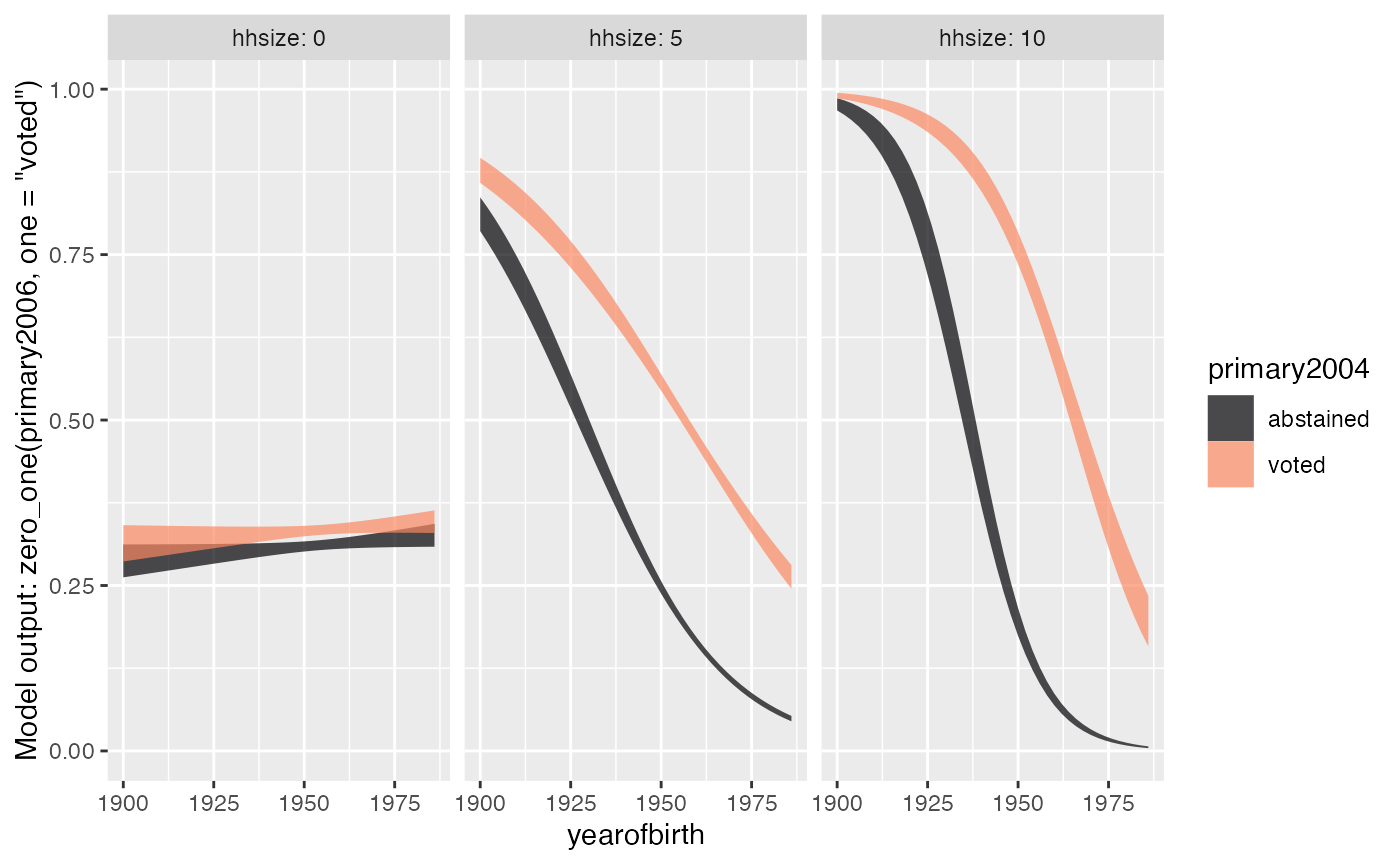 hhsize: 0
hhsize: 5
hhsize: 10
Model output: zero_one(primary2006, one = "voted")
1.00
0.75
0.50
0.25
0.00
1900 1925 1950 1975
1900 1925 1950 1975
1900 1925 1950 1975
yearofbirth
primary2004
abstained
voted